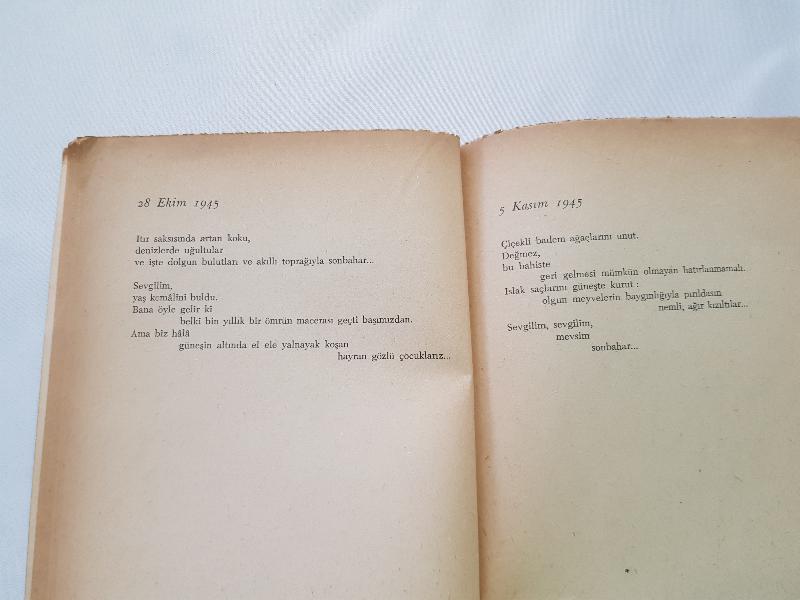 28 Ekim 1945
Itır saksısında artan koku,
denizlerde uğultular
ve işte dolgun bulutları ve akıllı toprağıyla sonbahar...
Sevgilim,
yaş kemâlini buldu.
Bana öyle gelir ki
belki bin yıllık bir ömrün macerası geçti başımızdan.
Ama biz hâlâ
güneşin altında el ele yalnayak koşan
hayran gözlü çocuklarız...
5 Kasım 1945
Çiçekli badem ağaçlarını unut.
Değmez,
bu bahiste
geri gelmesi mümkün olmayan hatırlanmamalı.
Islak saçlarını güneşte kurut :
olgun meyvelerin baygınlığıyla pırıldasın
nemli, ağır kızıltılar...
Sevgilim, sevgilim,
mevsim
sonbahar...